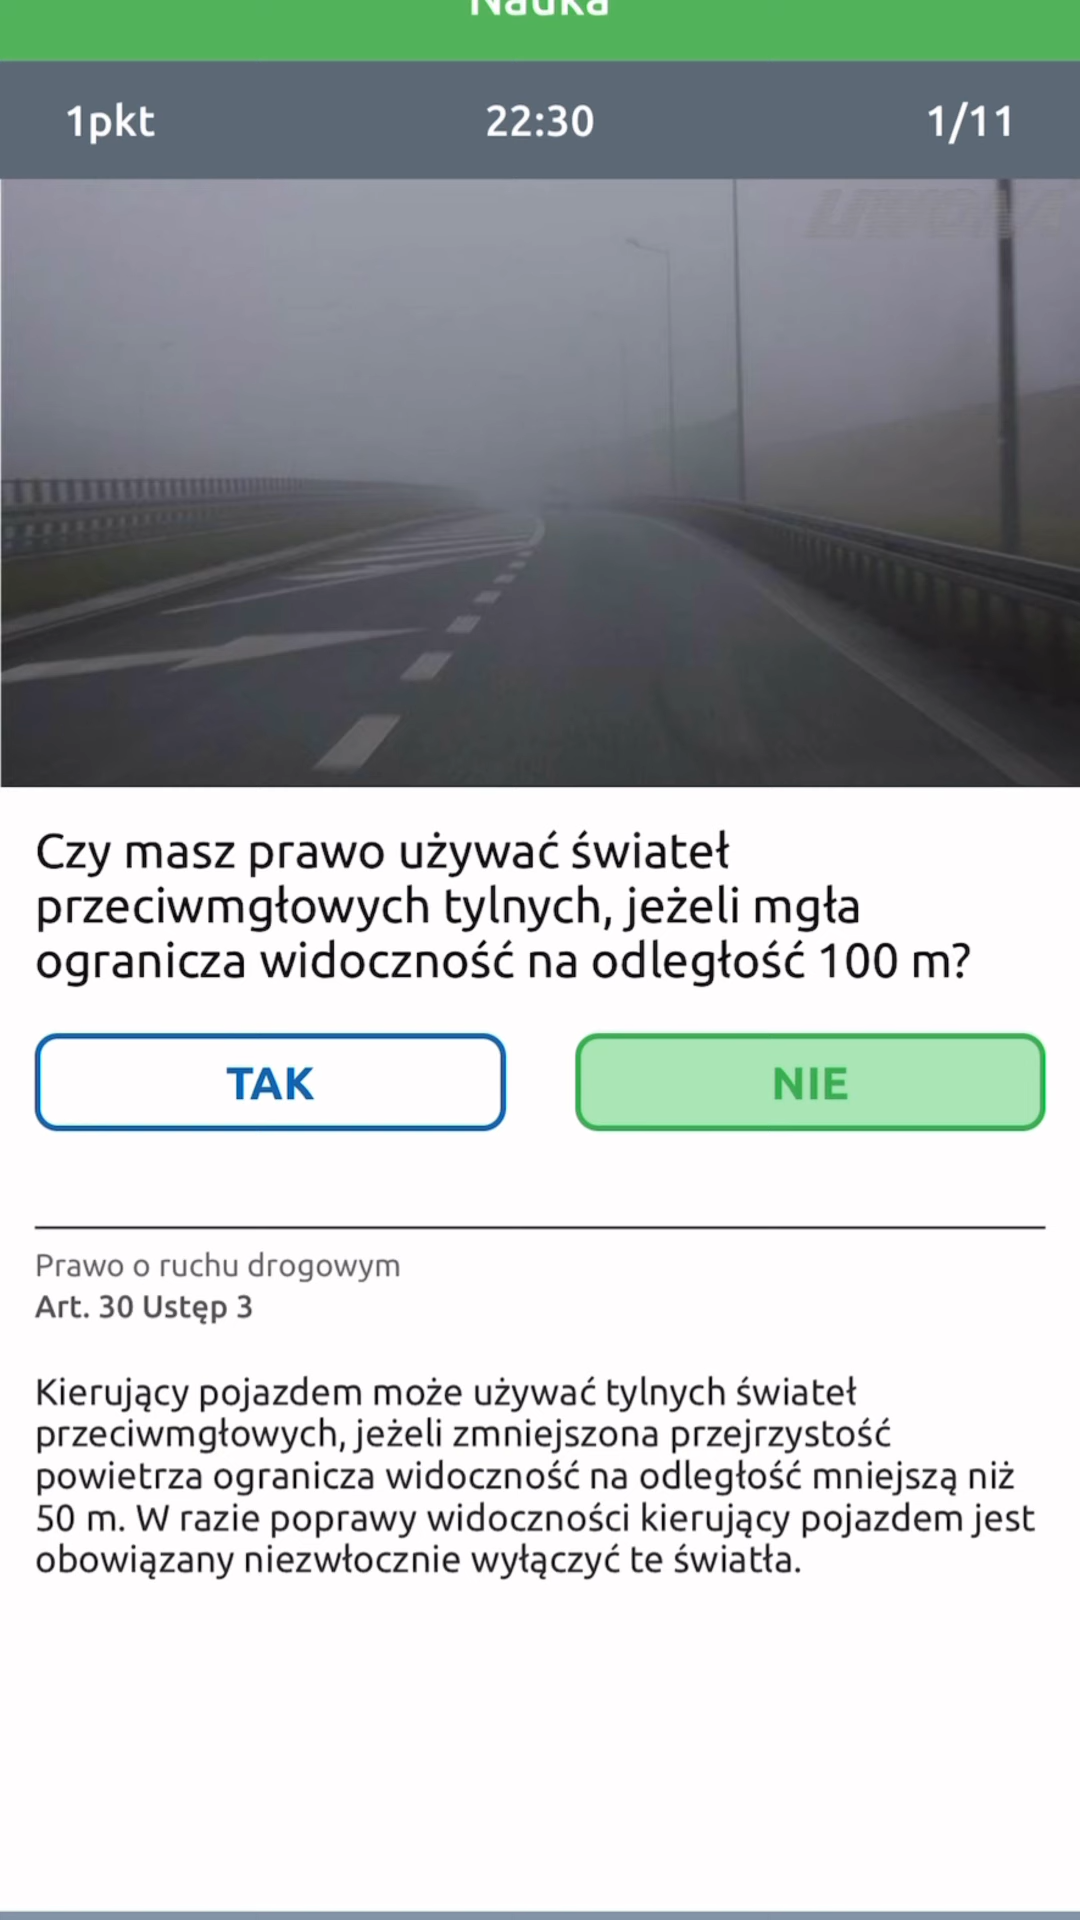 Nauka
1pkt 22:30 1/11
Czy masz prawo używać świateł
przeciwmgłowych tylnych, jeżeli mgła
ogranicza widoczność na odległość 100 m?
TAK NIE
Prawo o ruchu drogowym
Art. 30 Ustęp 3
Kierujący pojazdem może używać tylnych świateł
przeciwmgłowych, jeżeli zmniejszona przejrzystość
powietrza ogranicza widoczność na odległość mniejszą niż
50 m. W razie poprawy widoczności kierujący pojazdem jest
obowiązany niezwłocznie wyłączyć te światła.